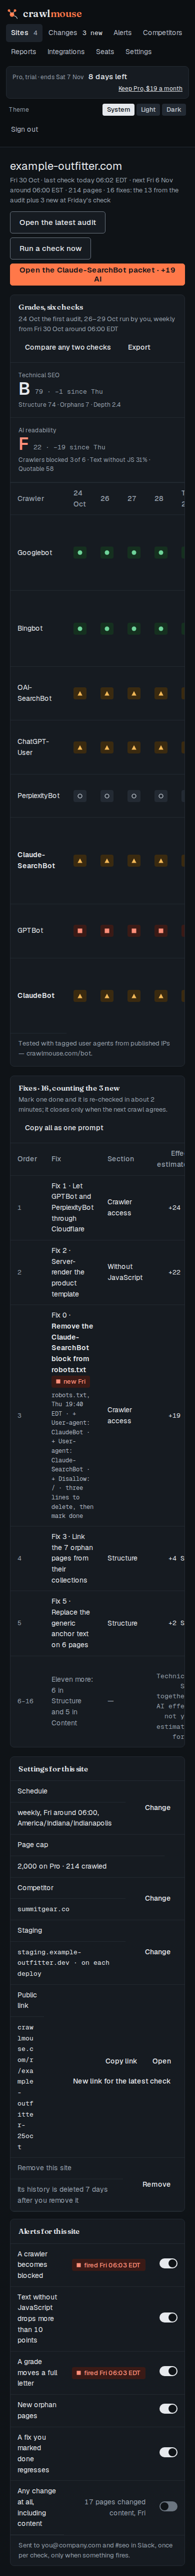 crawlmouse
Sites 4 Changes 3 new Alerts Competitors
Reports Integrations Seats Settings
Pro, trial · ends Sat 7 Nov 8 days left
Keep Pro, $19 a month
Theme System Light Dark
Sign out
example-outfitter.com
Fri 30 Oct · last check today 06:02 EDT · next Fri 6 Nov
around 06:00 EST · 214 pages · 16 fixes: the 13 from the
audit plus 3 new at Friday's check
Open the latest audit
Run a check now
Open the Claude-SearchBot packet · +19
AI
Grades, six checks
24 Oct the first audit, 26–29 Oct run by you, weekly
from Fri 30 Oct around 06:00 EDT
Compare any two checks Export
Technical SEO
B 79 · −1 since Thu
Structure 74 · Orphans 7 · Depth 2.4
AI readability
F 22 · −19 since Thu
Crawlers blocked 3 of 6 · Text without JS 31% ·
Quotable 58
Crawler 24 Oct 26 27 28
Googlebot
Bingbot
OAI-
SearchBot
ChatGPT-
User
PerplexityBot
Claude-
SearchBot
GPTBot
ClaudeBot
Tested with tagged user agents from published IPs
— crawlmouse.com/bot.
Fixes · 16, counting the 3 new
Mark one done and it is re-checked in about 2
minutes; it closes only when the next crawl agrees.
Copy all as one prompt
Order Fix Section Effe
estimate
1 Fix 1 · Let
GPTBot and
PerplexityBot
through
Cloudflare
Crawler
access
+24
2 Fix 2 ·
Server-
render the
product
template
Without
JavaScript
+22
3 Fix 0 ·
Remove the
Claude-
SearchBot
block from
robots.txt
new Fri
robots.txt,
Thu 19:40
EDT · +
User-agent:
ClaudeBot ·
+ User-
agent:
Claude-
SearchBot ·
+ Disallow:
/ · three
lines to
delete, then
mark done
Crawler
access
+19
4 Fix 3 · Link
the 7 orphan
pages from
their
collections
Structure
+4 S
5 Fix 5 ·
Replace the
generic
anchor text
on 6 pages
Structure
+2 S
6–16 Eleven more:
6 in
Structure
and 5 in
Content
—
Technic
S
togethe
AI effe
not y
estimat
for
Settings for this site
Schedule
weekly, Fri around 06:00,
America/Indiana/Indianapolis
Change
Page cap
2,000 on Pro · 214 crawled
Competitor
summitgear.co
Change
Staging
staging.example-
outfitter.dev · on each
deploy
Change
Public
link
craw
lmou
se.c
om/r
/exa
mple
-
outf
itte
r-
25oc
t
Copy link Open
New link for the latest check
Remove this site
Its history is deleted 7 days
after you remove it
Remove
Alerts for this site
A crawler
becomes
blocked
fired Fri 06:03 EDT
Text without
JavaScript
drops more
than 10
points
A grade
moves a full
letter
fired Fri 06:03 EDT
New orphan
pages
A fix you
marked
done
regresses
Any change
at all,
including
content
17 pages changed
content, Fri
Sent to you@company.com and #seo in Slack, once
per check, only when something fires.